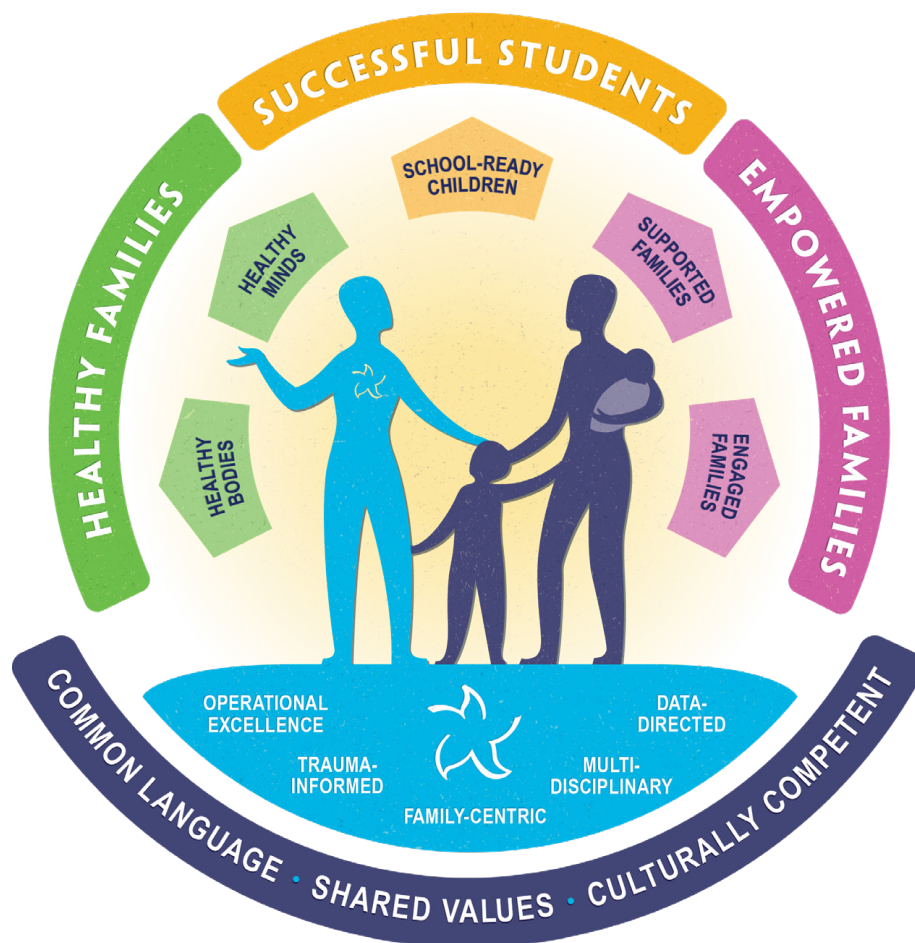 SUCCESSFUL STUDENTS
HEALTHY FAMILIES
EMPOWERED FAMILIES
SCHOOL-READY
CHILDREN
HEALTHY
MINDS
SUPPORTED
FAMILIES
HEALTHY
BODIES
ENGAGED
FAMILIES
OPERATIONAL
EXCELLENCE
DATA-
DIRECTED
TRAUMA-
INFORMED
MULTI-
DISCIPLINARY
FAMILY-CENTRIC
COMMON LANGUAGE • SHARED VALUES • CULTURALLY COMPETENT